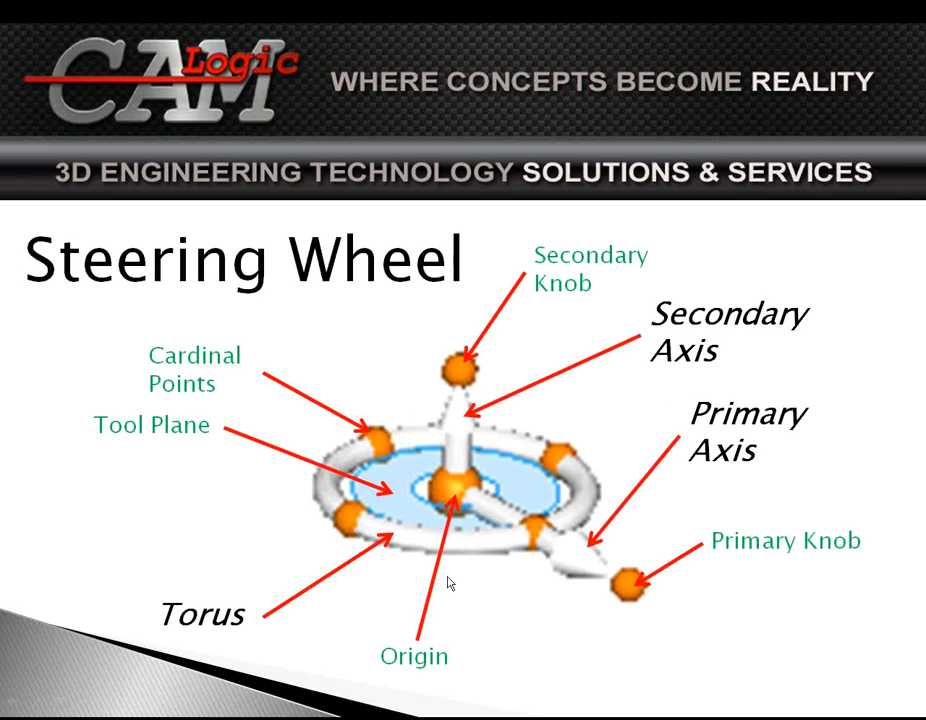 CAM Logic
WHERE CONCEPTS BECOME REALITY
3D ENGINEERING TECHNOLOGY SOLUTIONS & SERVICES
Steering Wheel
Secondary
Knob
Secondary
Axis
Cardinal
Points
Tool Plane
Primary
Axis
Primary Knob
Torus
Origin